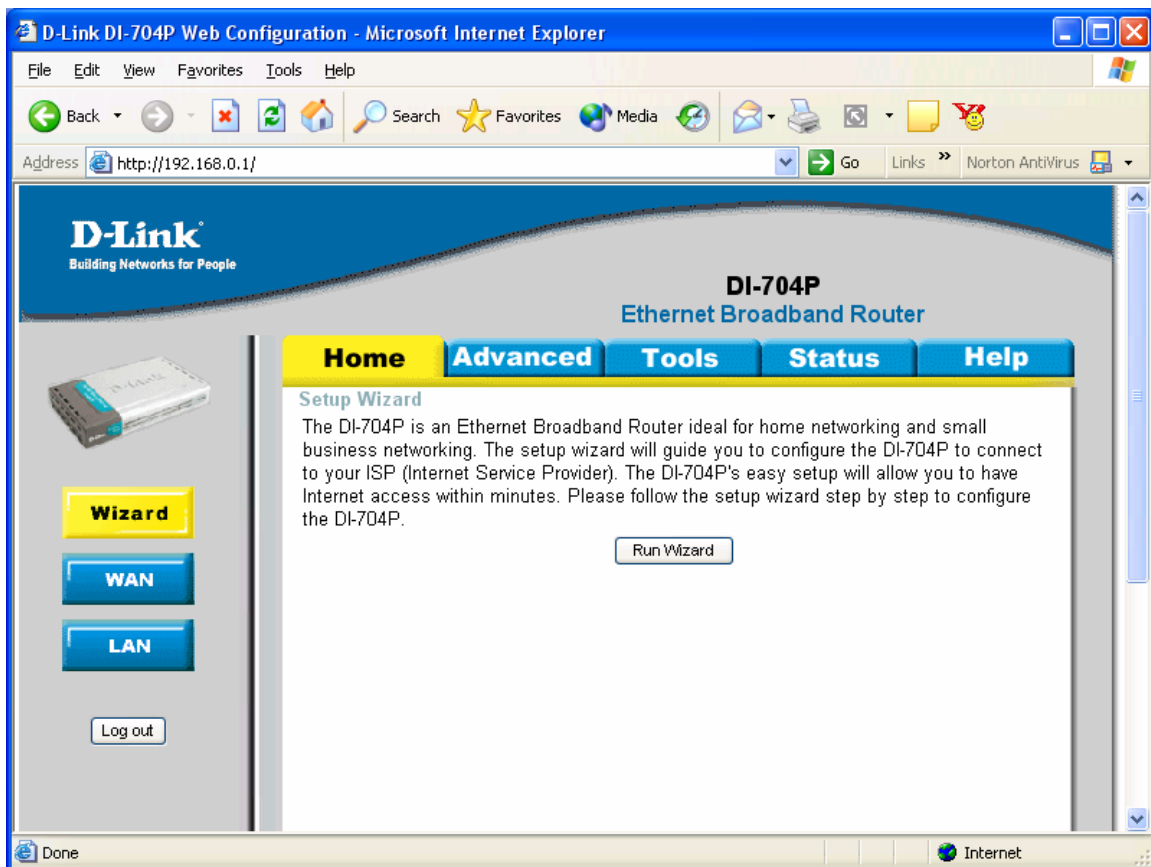 D-Link DI-704P Web Configuration - Microsoft Internet Explorer
File Edit View Favorites Tools Help
Back Search Favorites Media
Address http://192.168.0.1/ Go Links » Norton AntiVirus
D-Link
Building Networks for People
DI-704P
Ethernet Broadband Router
D-Link
Home Advanced Tools Status Help
Setup Wizard
The DI-704P is an Ethernet Broadband Router ideal for home networking and small
business networking. The setup wizard will guide you to configure the DI-704P to connect
to your ISP (Internet Service Provider). The DI-704P's easy setup will allow you to have
Internet access within minutes. Please follow the setup wizard step by step to configure
the DI-704P.
Run Wizard
Wizard
WAN
LAN
Log out
Done Internet